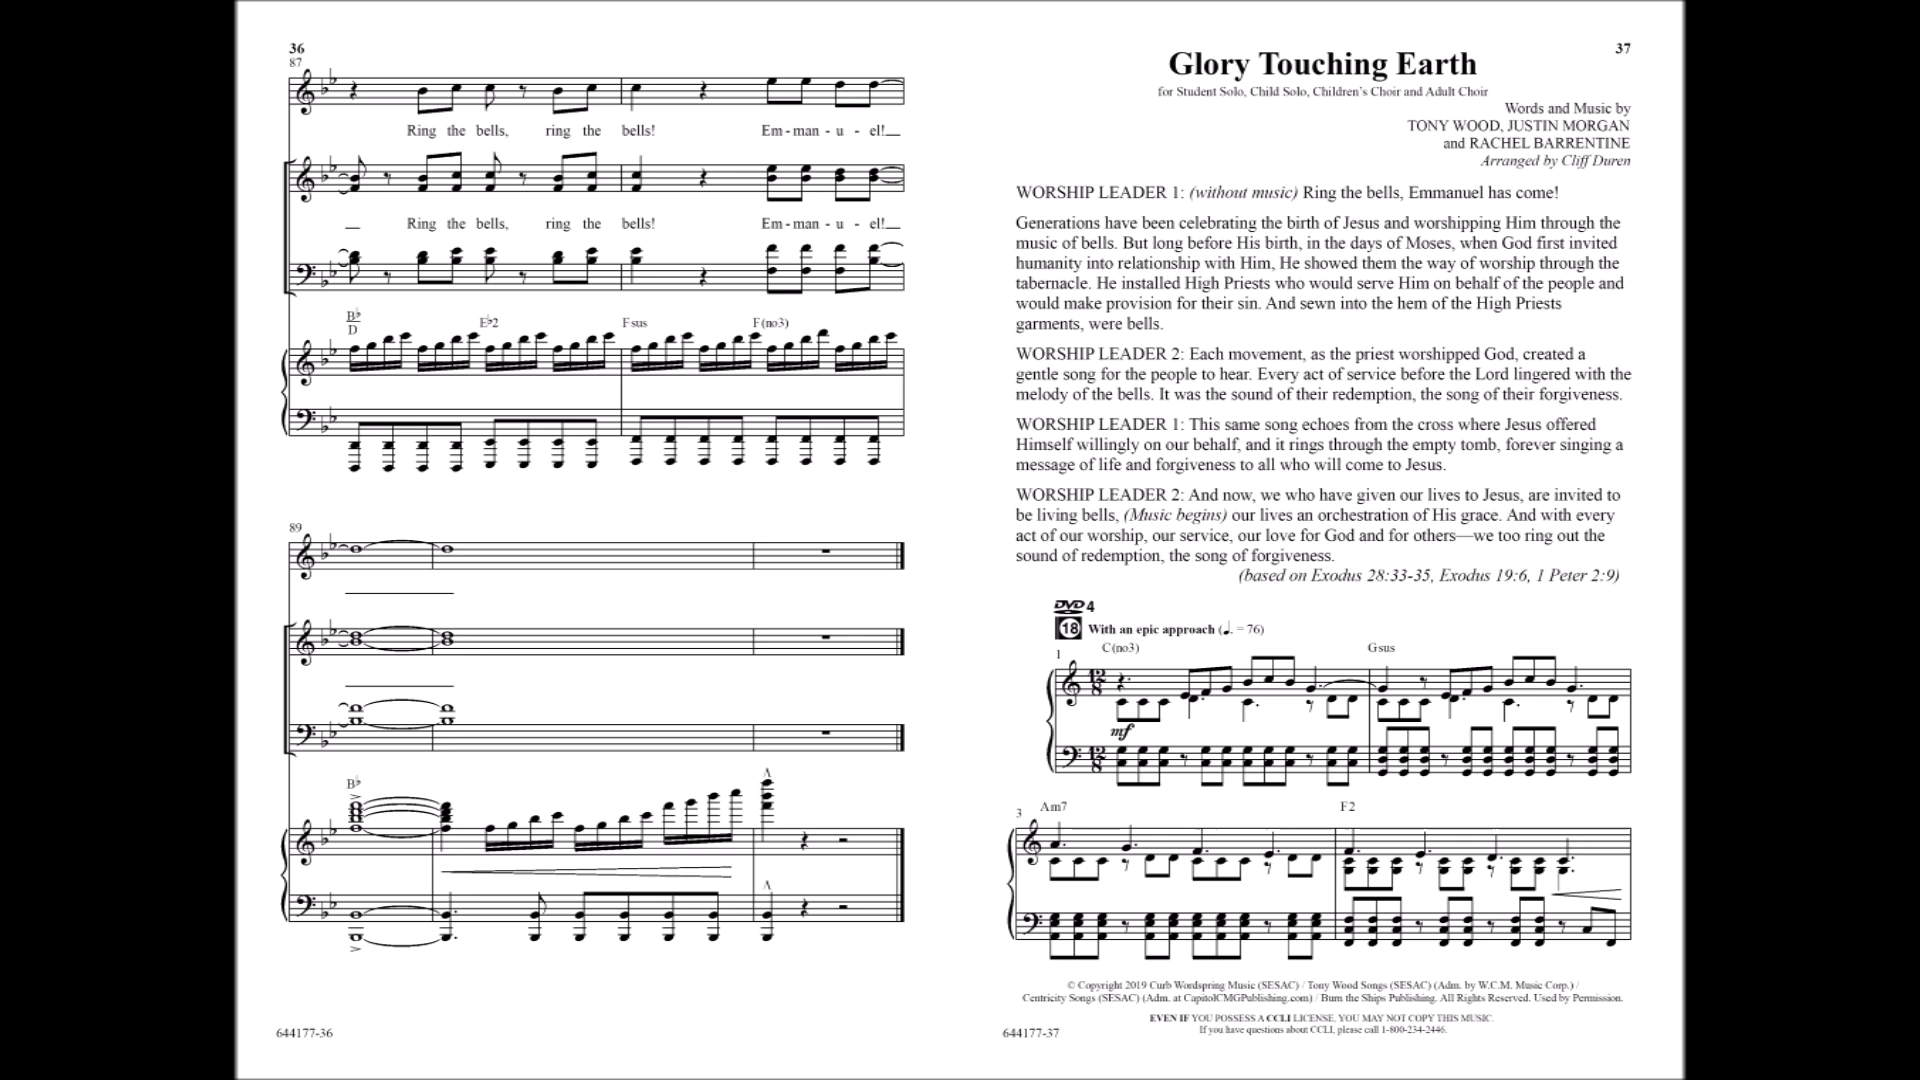 36
87
Ring the bells, ring the bells! Em - man - u - el!
Ring the bells, ring the bells! Em - man - u - el!
B♭
D
E♭2
Fsus
F(no3)
89
B♭
644177-36
37
Glory Touching Earth
for Student Solo, Child Solo, Children's Choir and Adult Choir
Words and Music by
TONY WOOD, JUSTIN MORGAN
and RACHEL BARRENTINE
Arranged by Cliff Duren
WORSHIP LEADER 1: (without music) Ring the bells, Emmanuel has come!
Generations have been celebrating the birth of Jesus and worshipping Him through the
music of bells. But long before His birth, in the days of Moses, when God first invited
humanity into relationship with Him, He showed them the way of worship through the
tabernacle. He installed High Priests who would serve Him on behalf of the people and
would make provision for their sin. And sewn into the hem of the High Priests
garments, were bells.
WORSHIP LEADER 2: Each movement, as the priest worshipped God, created a
gentle song for the people to hear. Every act of service before the Lord lingered with the
melody of the bells. It was the sound of their redemption, the song of their forgiveness.
WORSHIP LEADER 1: This same song echoes from the cross where Jesus offered
Himself willingly on our behalf, and it rings through the empty tomb, forever singing a
message of life and forgiveness to all who will come to Jesus.
WORSHIP LEADER 2: And now, we who have given our lives to Jesus, are invited to
be living bells, (Music begins) our lives an orchestration of His grace. And with every
act of our worship, our service, our love for God and for others—we too ring out the
sound of redemption, the song of forgiveness.
(based on Exodus 28:33-35, Exodus 19:6, 1 Peter 2:9)
DVD 4
18 With an epic approach (♩. = 76)
1
C(no3)
Gsus
12
8
mf
12
8
3
Am7
F2
© Copyright 2019 Curb Wordspring Music (SESAC) / Tony Wood Songs (SESAC) (Adm. by W.C.M. Music Corp.) /
Centricity Songs (SESAC) (Adm. at CapitolCMGPublishing.com) / Burn the Ships Publishing. All Rights Reserved. Used by Permission.
EVEN IF YOU POSSESS A CCLI LICENSE, YOU MAY NOT COPY THIS MUSIC.
If you have questions about CCLI, please call 1-800-234-2446.
644177-37